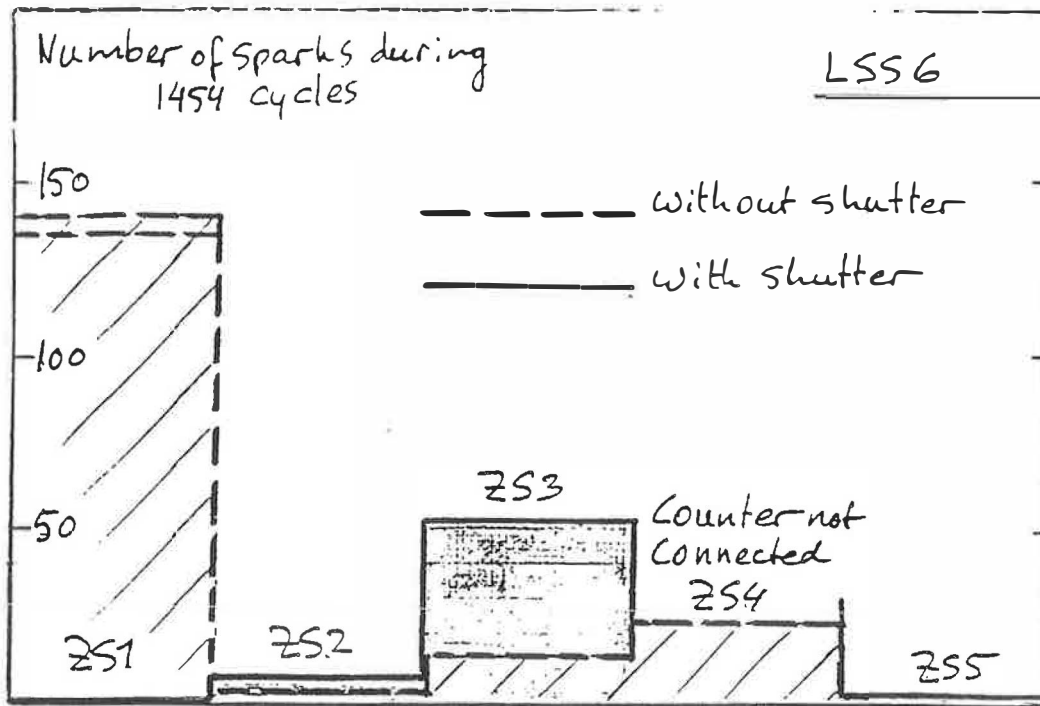 Number of sparks during
1454 cycles
LSS6
150
without shutter
with shutter
100
ZS3
50
Counter not
Connected
ZS4
ZS1
ZS2
ZS5